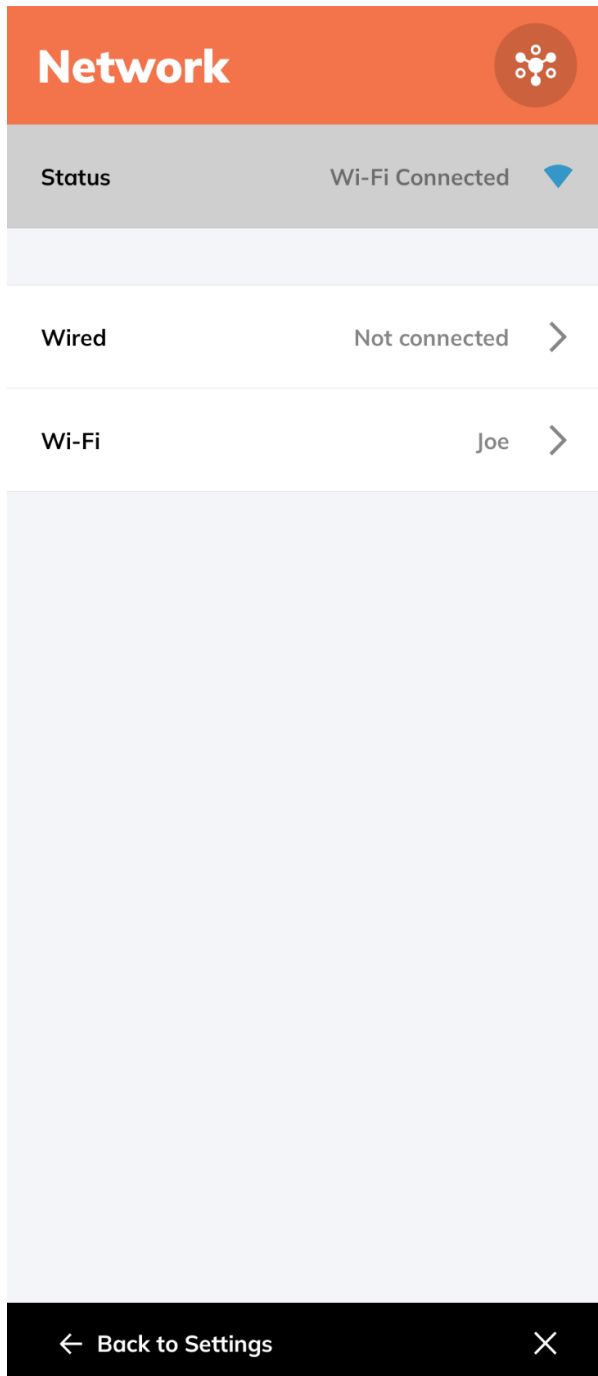 Network
Status Wi-Fi Connected
Wired Not connected
Wi-Fi Joe
Back to Settings